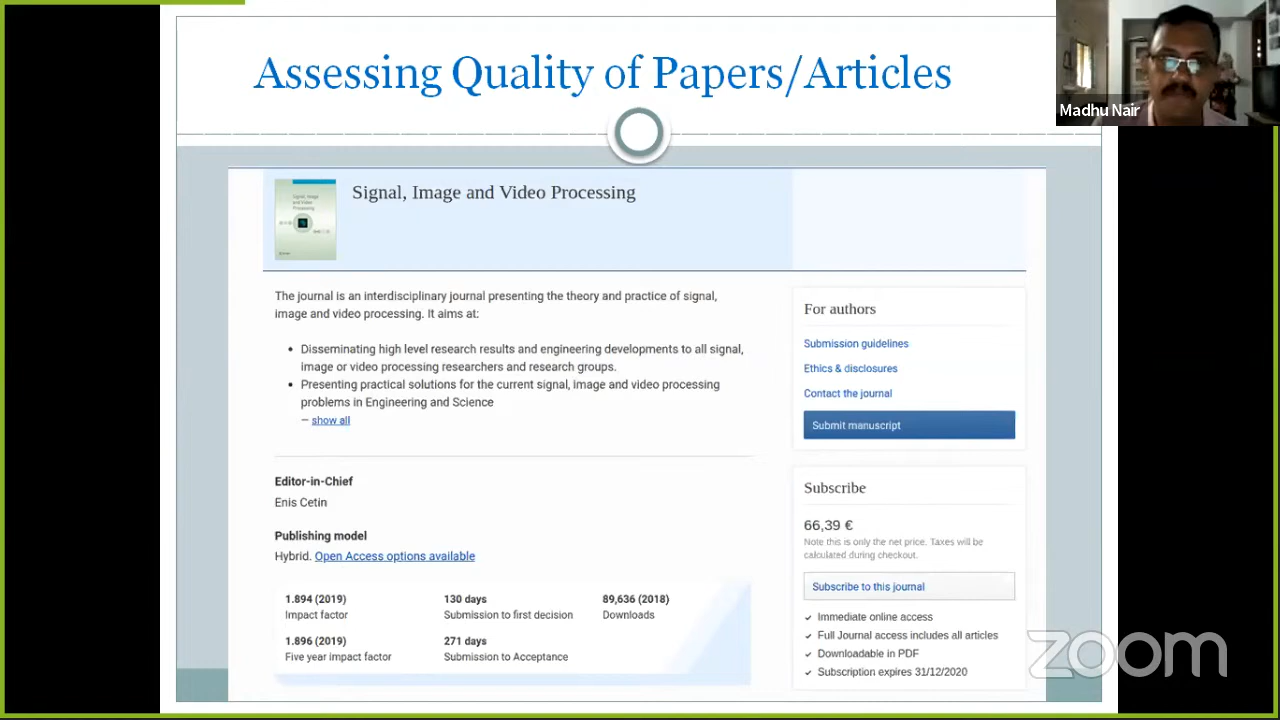 Assessing Quality of Papers/Articles
Madhu Nair
Signal, Image and Video Processing
Signal, Image
and Video
Processing
The journal is an interdisciplinary journal presenting the theory and practice of signal,
image and video processing. It aims at:
• Disseminating high level research results and engineering developments to all signal,
image or video processing researchers and research groups.
• Presenting practical solutions for the current signal, image and video processing
problems in Engineering and Science
— show all
Editor-in-Chief
Enis Cetin
Publishing model
Hybrid. Open Access options available
1.894 (2019)
Impact factor
130 days
Submission to first decision
89,636 (2018)
Downloads
1.896 (2019)
Five year impact factor
271 days
Submission to Acceptance
For authors
Submission guidelines
Ethics & disclosures
Contact the journal
Submit manuscript
Subscribe
66,39 €
Note this is only the net price. Taxes will be
calculated during checkout.
Subscribe to this journal
✓ Immediate online access
✓ Full Journal access includes all articles
✓ Downloadable in PDF
✓ Subscription expires 31/12/2020
zoom